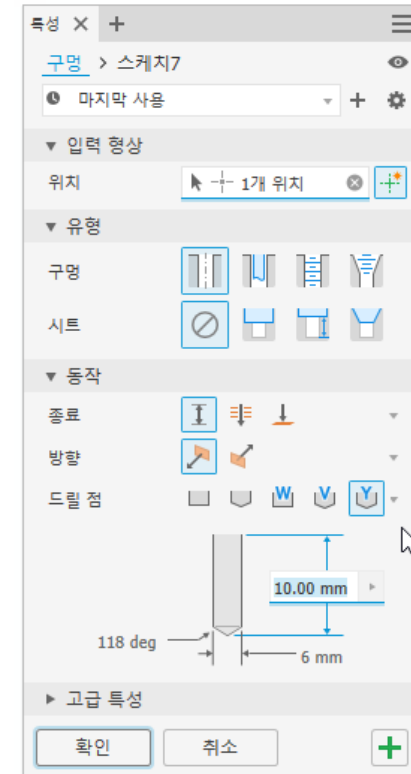 특성
구멍 > 스케치7
마지막 사용
입력 형상
위치 1개 위치
유형
구멍
시트
동작
종료
방향
드릴 점 W V Y
10.00 mm
118 deg
6 mm
고급 특성
확인 취소